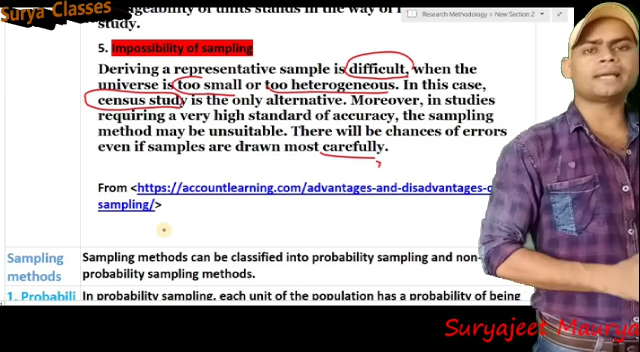 Surya Classes
Research Methodology > New Section 2
study.
5. Impossibility of sampling
Deriving a representative sample is difficult, when the
universe is too small or too heterogeneous. In this case,
census study is the only alternative. Moreover, in studies
requiring a very high standard of accuracy, the sampling
method may be unsuitable. There will be chances of errors
even if samples are drawn most carefully.
From <https://accountlearning.com/advantages-and-disadvantages-o
sampling/>
Sampling methods can be classified into probability sampling and non-
Sampling
methods
probability sampling methods.
1. Probabili
In probability sampling, each unit of the population has a probability of being
Suryajeet Maurya